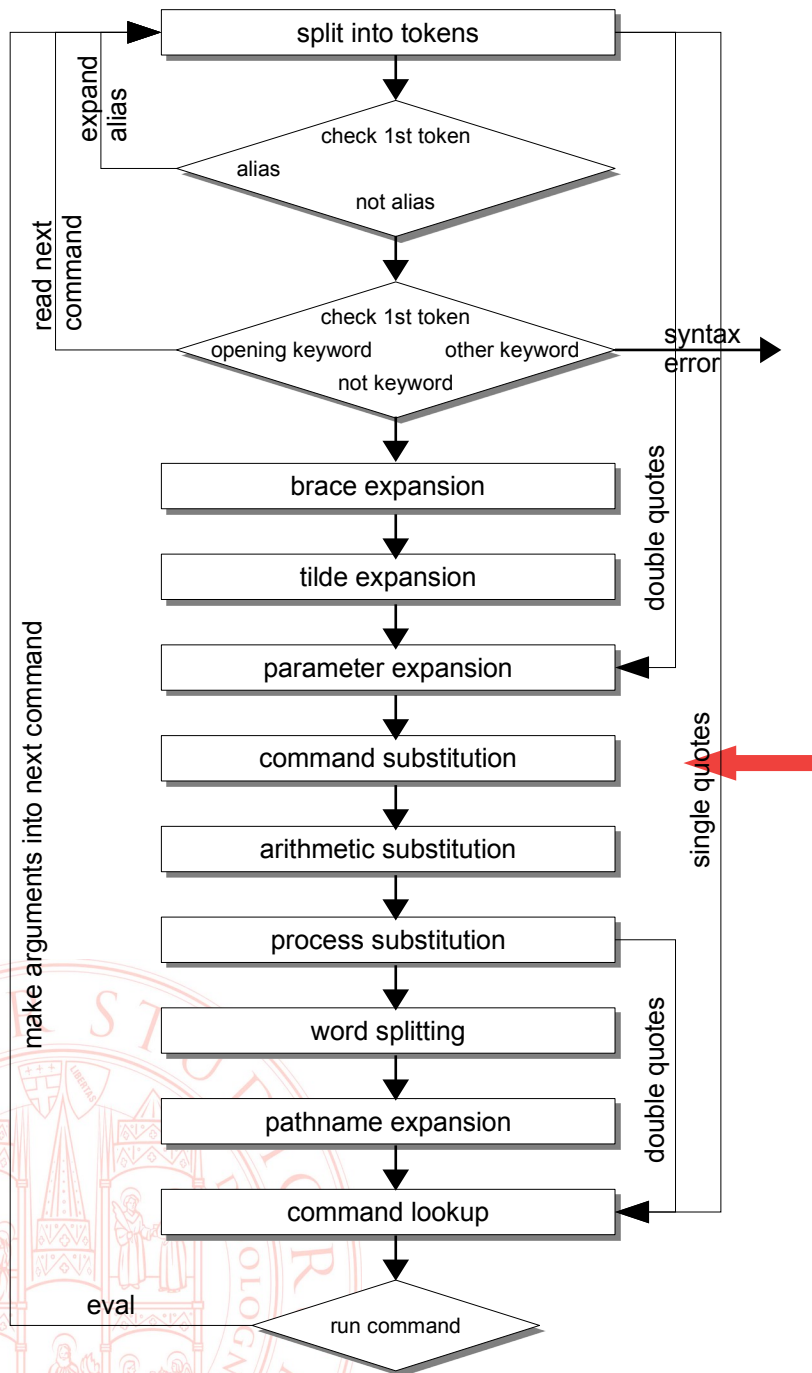 split into tokens
expand
alias
check 1st token
alias
not alias
read next
command
check 1st token
opening keyword
other keyword
not keyword
syntax
error
brace expansion
double quotes
tilde expansion
parameter expansion
command substitution
single quotes
arithmetic substitution
make arguments into next command
process substitution
word splitting
double quotes
pathname expansion
command lookup
eval
run command
R STUDIOR
LIBERTAS
OLOGN